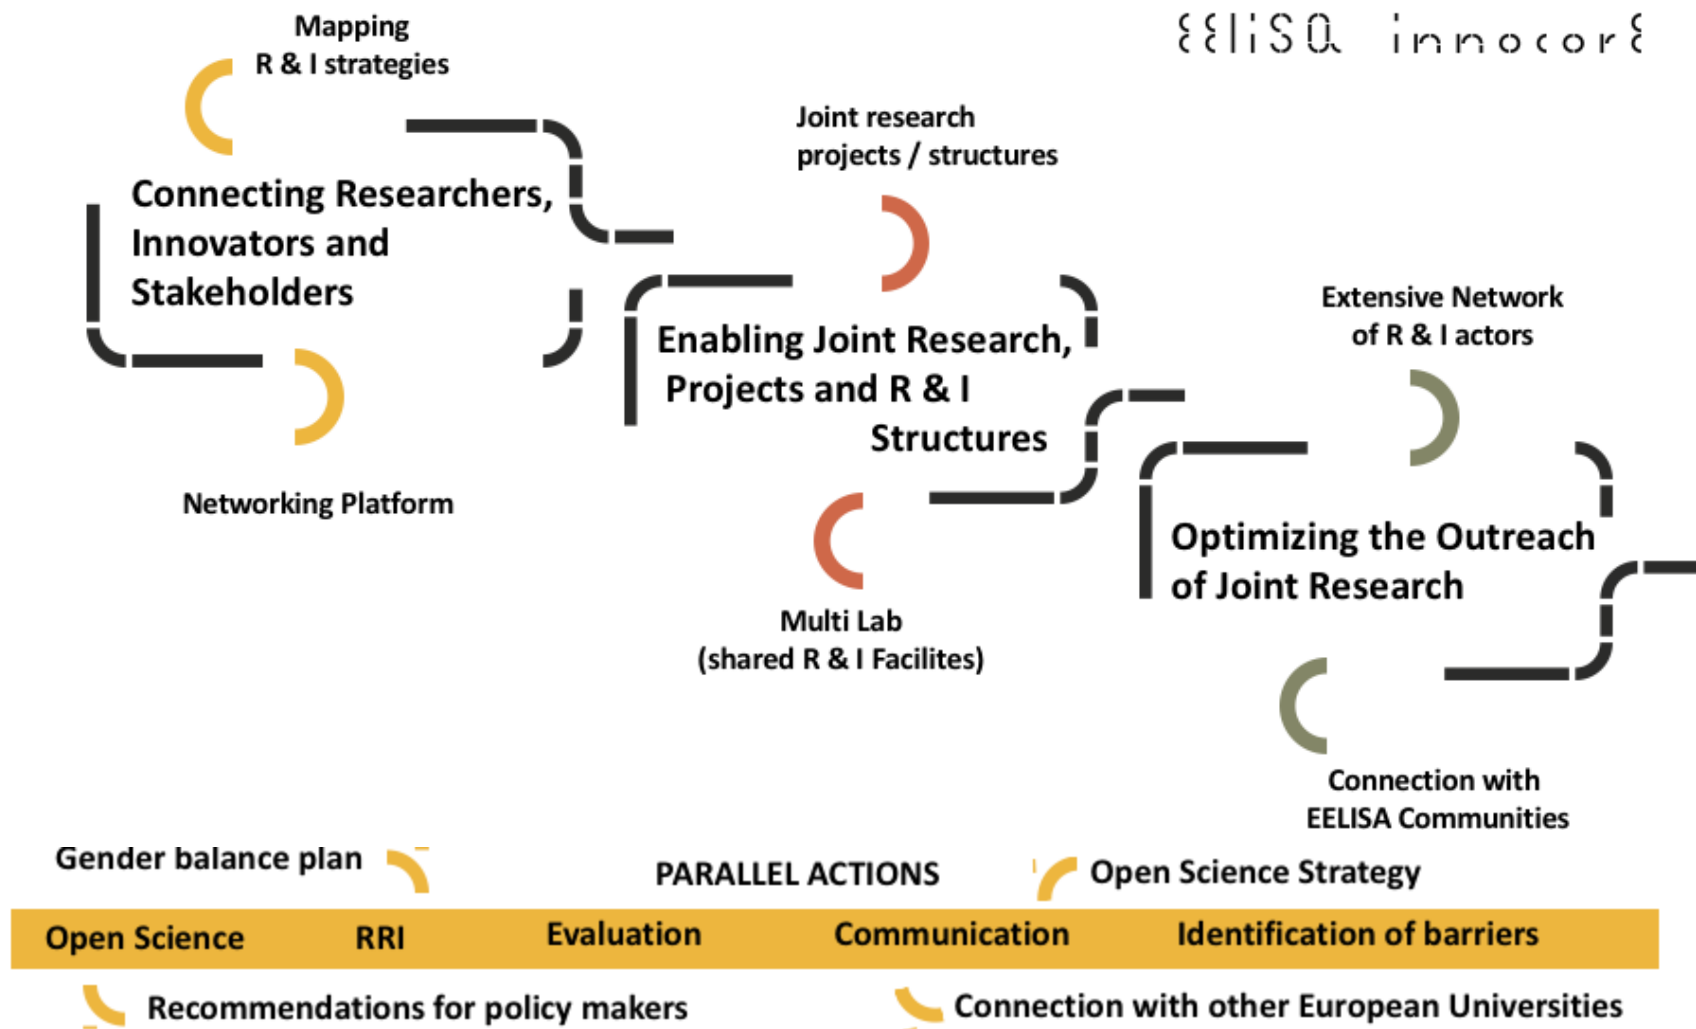 EELISA innocore
Mapping
R & I strategies
Connecting Researchers,
Innovators and
Stakeholders
Networking Platform
Joint research
projects / structures
Enabling Joint Research,
Projects and R & I
Structures
Multi Lab
(shared R & I Facilites)
Extensive Network
of R & I actors
Optimizing the Outreach
of Joint Research
Connection with
EELISA Communities
Gender balance plan
PARALLEL ACTIONS
Open Science Strategy
Open Science RRI Evaluation Communication Identification of barriers
Recommendations for policy makers
Connection with other European Universities